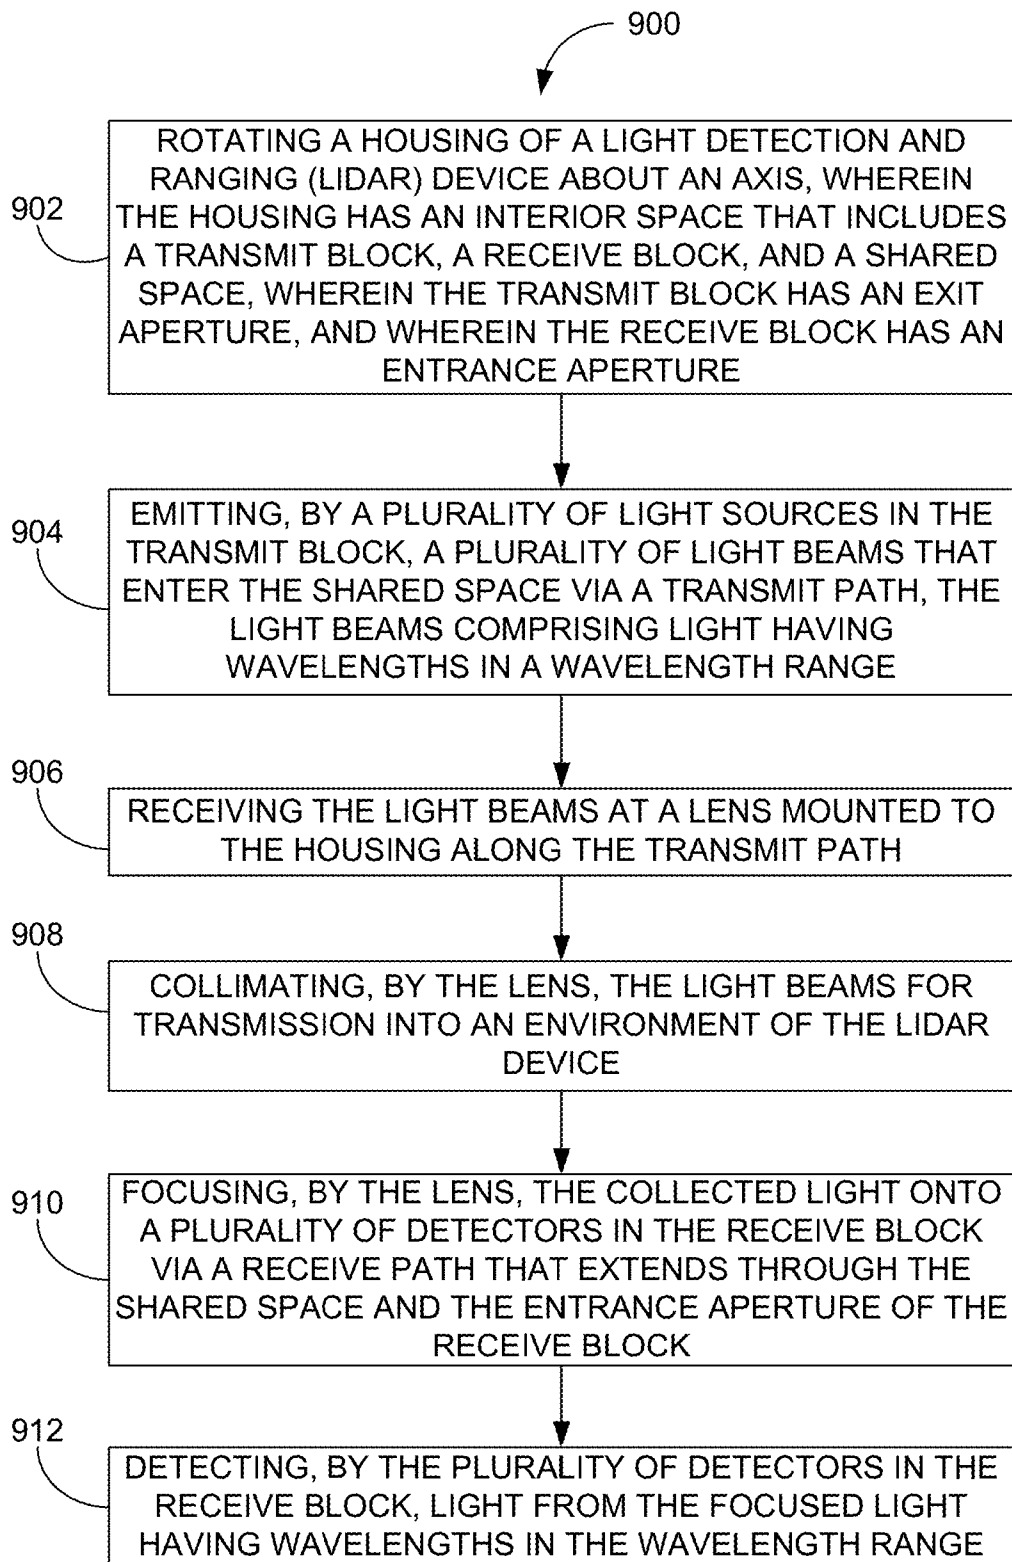 900
902
ROTATING A HOUSING OF A LIGHT DETECTION AND
RANGING (LIDAR) DEVICE ABOUT AN AXIS, WHEREIN
THE HOUSING HAS AN INTERIOR SPACE THAT INCLUDES
A TRANSMIT BLOCK, A RECEIVE BLOCK, AND A SHARED
SPACE, WHEREIN THE TRANSMIT BLOCK HAS AN EXIT
APERTURE, AND WHEREIN THE RECEIVE BLOCK HAS AN
ENTRANCE APERTURE
904
EMITTING, BY A PLURALITY OF LIGHT SOURCES IN THE
TRANSMIT BLOCK, A PLURALITY OF LIGHT BEAMS THAT
ENTER THE SHARED SPACE VIA A TRANSMIT PATH, THE
LIGHT BEAMS COMPRISING LIGHT HAVING
WAVELENGTHS IN A WAVELENGTH RANGE
906
RECEIVING THE LIGHT BEAMS AT A LENS MOUNTED TO
THE HOUSING ALONG THE TRANSMIT PATH
908
COLLIMATING, BY THE LENS, THE LIGHT BEAMS FOR
TRANSMISSION INTO AN ENVIRONMENT OF THE LIDAR
DEVICE
910
FOCUSING, BY THE LENS, THE COLLECTED LIGHT ONTO
A PLURALITY OF DETECTORS IN THE RECEIVE BLOCK
VIA A RECEIVE PATH THAT EXTENDS THROUGH THE
SHARED SPACE AND THE ENTRANCE APERTURE OF THE
RECEIVE BLOCK
912
DETECTING, BY THE PLURALITY OF DETECTORS IN THE
RECEIVE BLOCK, LIGHT FROM THE FOCUSED LIGHT
HAVING WAVELENGTHS IN THE WAVELENGTH RANGE